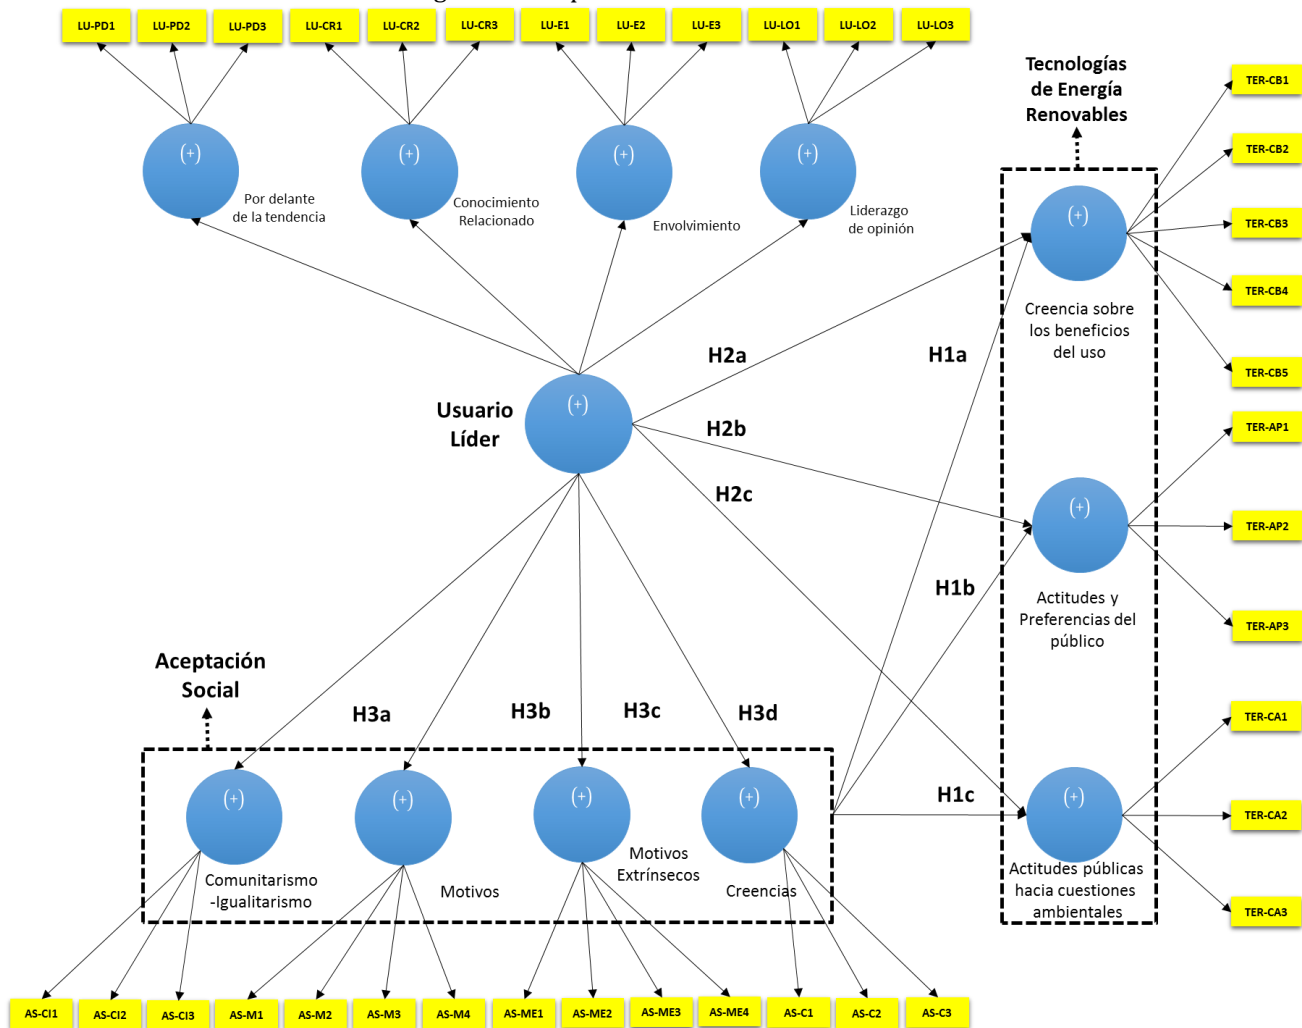 LU-PD1
LU-PD2
LU-PD3
LU-CR1
LU-CR2
LU-CR3
LU-E1
LU-E2
LU-E3
LU-LO1
LU-LO2
LU-LO3
Tecnologías
de Energía
Renovables
(+)
Por delante
de la tendencia
(+)
Conocimiento
Relacionado
(+)
Envolvimiento
(+)
Liderazgo
de opinión
(+)
Creencia sobre
los beneficios
del uso
TER-CB1
TER-CB2
TER-CB3
TER-CB4
TER-CB5
H2a
H1a
Usuario
Líder
(+)
H2b
H2c
(+)
Actitudes y
Preferencias del
público
TER-AP1
TER-AP2
TER-AP3
H1b
Aceptación
Social
H3a
H3b
H3c
H3d
H1c
(+)
Comunitarismo
-Igualitarismo
(+)
Motivos
(+)
Motivos
Extrínsecos
(+)
Creencias
(+)
Actitudes públicas
hacia cuestiones
ambientales
TER-CA1
TER-CA2
TER-CA3
AS-CI1
AS-CI2
AS-CI3
AS-M1
AS-M2
AS-M3
AS-M4
AS-ME1
AS-ME2
AS-ME3
AS-ME4
AS-C1
AS-C2
AS-C3